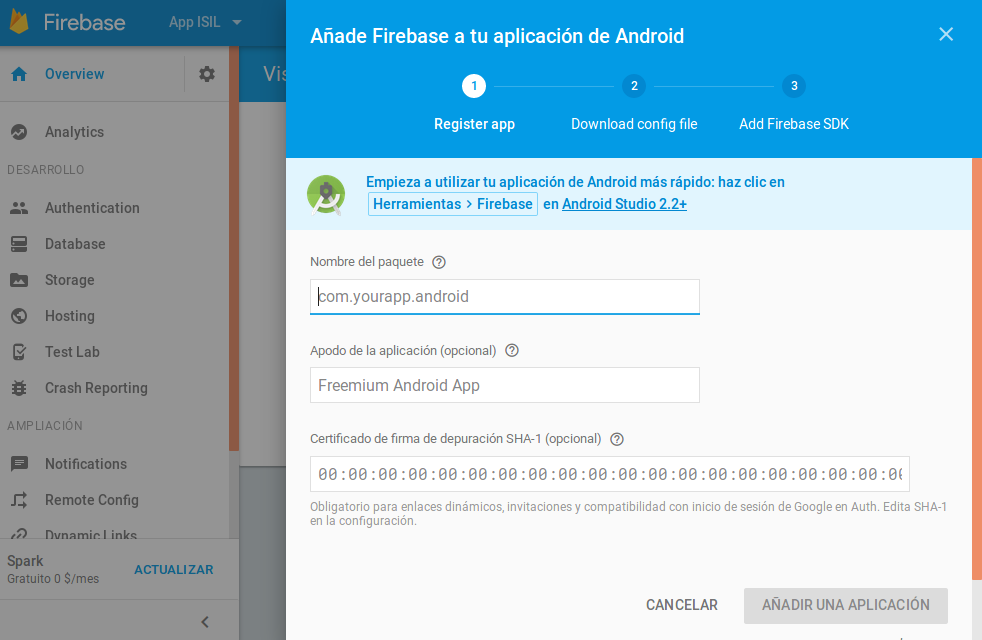 Firebase
App ISIL
Overview
Vis
Analytics
DESARROLLO
Authentication
Database
Storage
Hosting
Test Lab
Crash Reporting
AMPLIACIÓN
Notifications
Remote Config
Dynamic Links
Spark
Gratuito 0 $/mes
ACTUALIZAR
Añade Firebase a tu aplicación de Android
1
2
3
Register app
Download config file
Add Firebase SDK
Empieza a utilizar tu aplicación de Android más rápido: haz clic en
Herramientas > Firebase en Android Studio 2.2+
Nombre del paquete
com.yourapp.android
Apodo de la aplicación (opcional)
Freemium Android App
Certificado de firma de depuración SHA-1 (opcional)
00:00:00:00:00:00:00:00:00:00:00:00:00:00:00:00:00:00:00:00
Obligatorio para enlaces dinámicos, invitaciones y compatibilidad con inicio de sesión de Google en Auth. Edita SHA-1
en la configuración.
CANCELAR
AÑADIR UNA APLICACIÓN